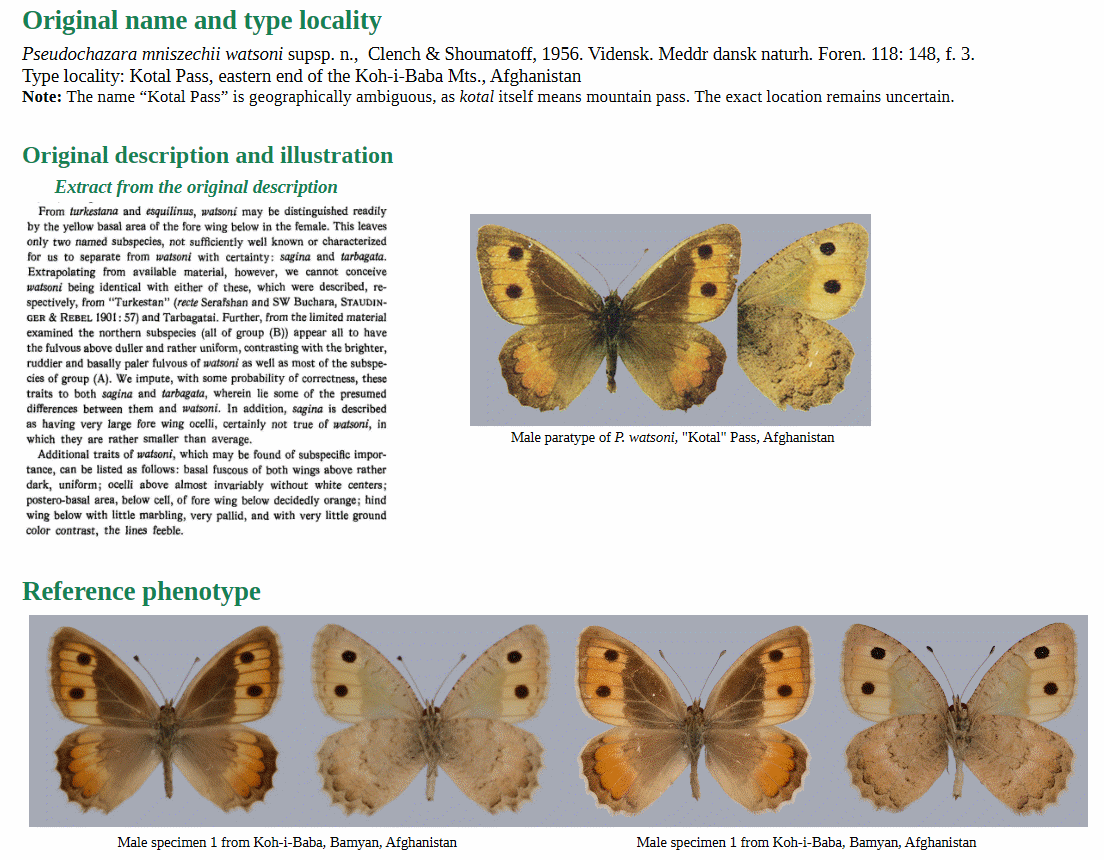 Original name and type locality
Pseudochazara mniszechii watsoni supsp. n., Clench & Shoumatoff, 1956. Vidensk. Meddr dansk naturh. Foren. 118: 148, f. 3.
Type locality: Kotal Pass, eastern end of the Koh-i-Baba Mts., Afghanistan
Note: The name “Kotal Pass” is geographically ambiguous, as kotal itself means mountain pass. The exact location remains uncertain.
Original description and illustration
Extract from the original description
From turkestana and esquilinus, watsoni may be distinguished readily
by the yellow basal area of the fore wing below in the female. This leaves
only two named subspecies, not sufficiently well known or characterized
for us to separate from watsoni with certainty: sagina and tarbagata.
Extrapolating from available material, however, we cannot conceive
watsoni being identical with either of these, which were described, re-
spectively, from "Turkestan" (recte Serafshan and SW Buchara, STAUDIN-
GER & REBEL 1901: 57) and Tarbagatai. Further, from the limited material
examined the northern subspecies (all of group (B)) appear all to have
the fulvous above duller and rather uniform, contrasting with the brighter,
ruddier and basally paler fulvous of watsoni as well as most of the subspe-
cies of group (A). We impute, with some probability of correctness, these
traits to both sagina and tarbagata, wherein lie some of the presumed
differences between them and watsoni. In addition, sagina is described
as having very large fore wing ocelli, certainly not true of watsoni, in
which they are rather smaller than average.
Additional traits of watsoni, which may be found of subspecific impor-
tance, can be listed as follows: basal fuscous of both wings above rather
dark, uniform; ocelli above almost invariably without white centers;
postero-basal area, below cell, of fore wing below decidedly orange; hind
wing below with little marbling, very pallid, and with very little ground
color contrast, the lines feeble.
Male paratype of P. watsoni, "Kotal" Pass, Afghanistan
Reference phenotype
Male specimen 1 from Koh-i-Baba, Bamyan, Afghanistan
Male specimen 1 from Koh-i-Baba, Bamyan, Afghanistan